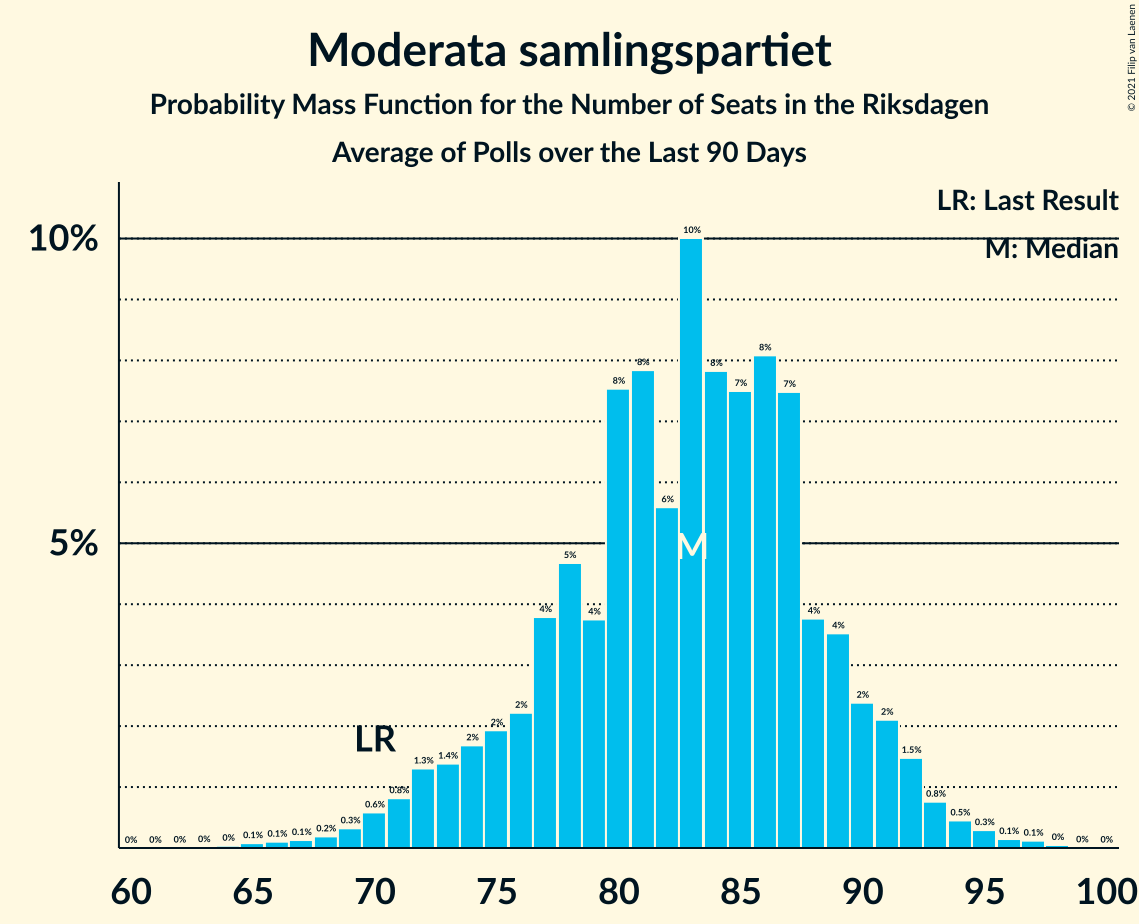 Moderata samlingspartiet
Probability Mass Function for the Number of Seats in the Riksdagen
Average of Polls over the Last 90 Days
© 2021 Filip van Laenen
LR: Last Result
M: Median
10%
5%
LR
M
0% 0% 0% 0% 0% 0.1% 0.1% 0.1% 0.2% 0.3% 0.6% 0.8% 1.3% 1.4% 2% 2% 2% 4% 5% 4% 8% 8% 6% 10% 8% 7% 8% 7% 4% 4% 2% 2% 1.5% 0.8% 0.5% 0.3% 0.1% 0.1% 0% 0% 0%
60 65 70 75 80 85 90 95 100